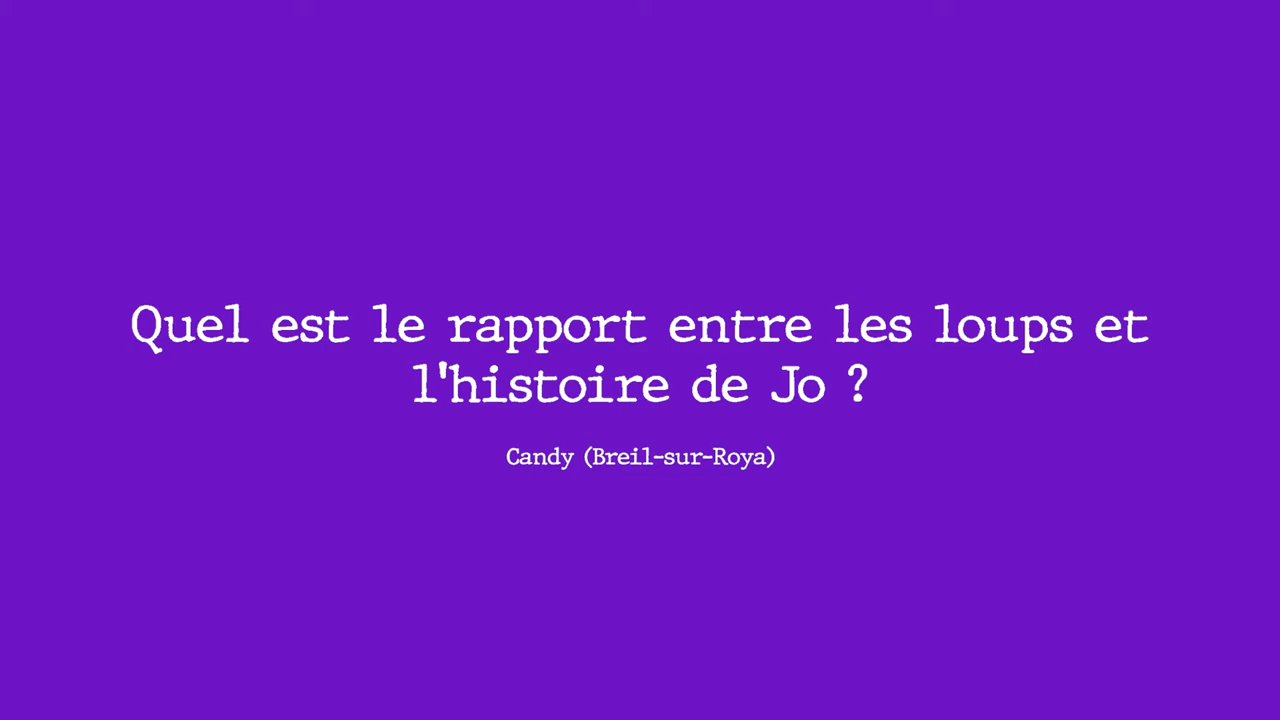 Quel est le rapport entre les loups et
l'histoire de Jo ?
Candy (Breil-sur-Roya)